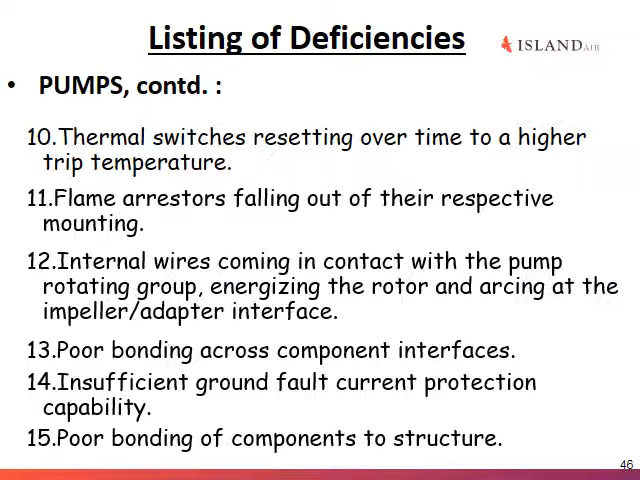 Listing of Deficiencies
ISLAND AIR
• PUMPS, contd. :
10.Thermal switches resetting over time to a higher
trip temperature.
11.Flame arrestors falling out of their respective
mounting.
12.Internal wires coming in contact with the pump
rotating group, energizing the rotor and arcing at the
impeller/adapter interface.
13.Poor bonding across component interfaces.
14.Insufficient ground fault current protection
capability.
15.Poor bonding of components to structure.
46